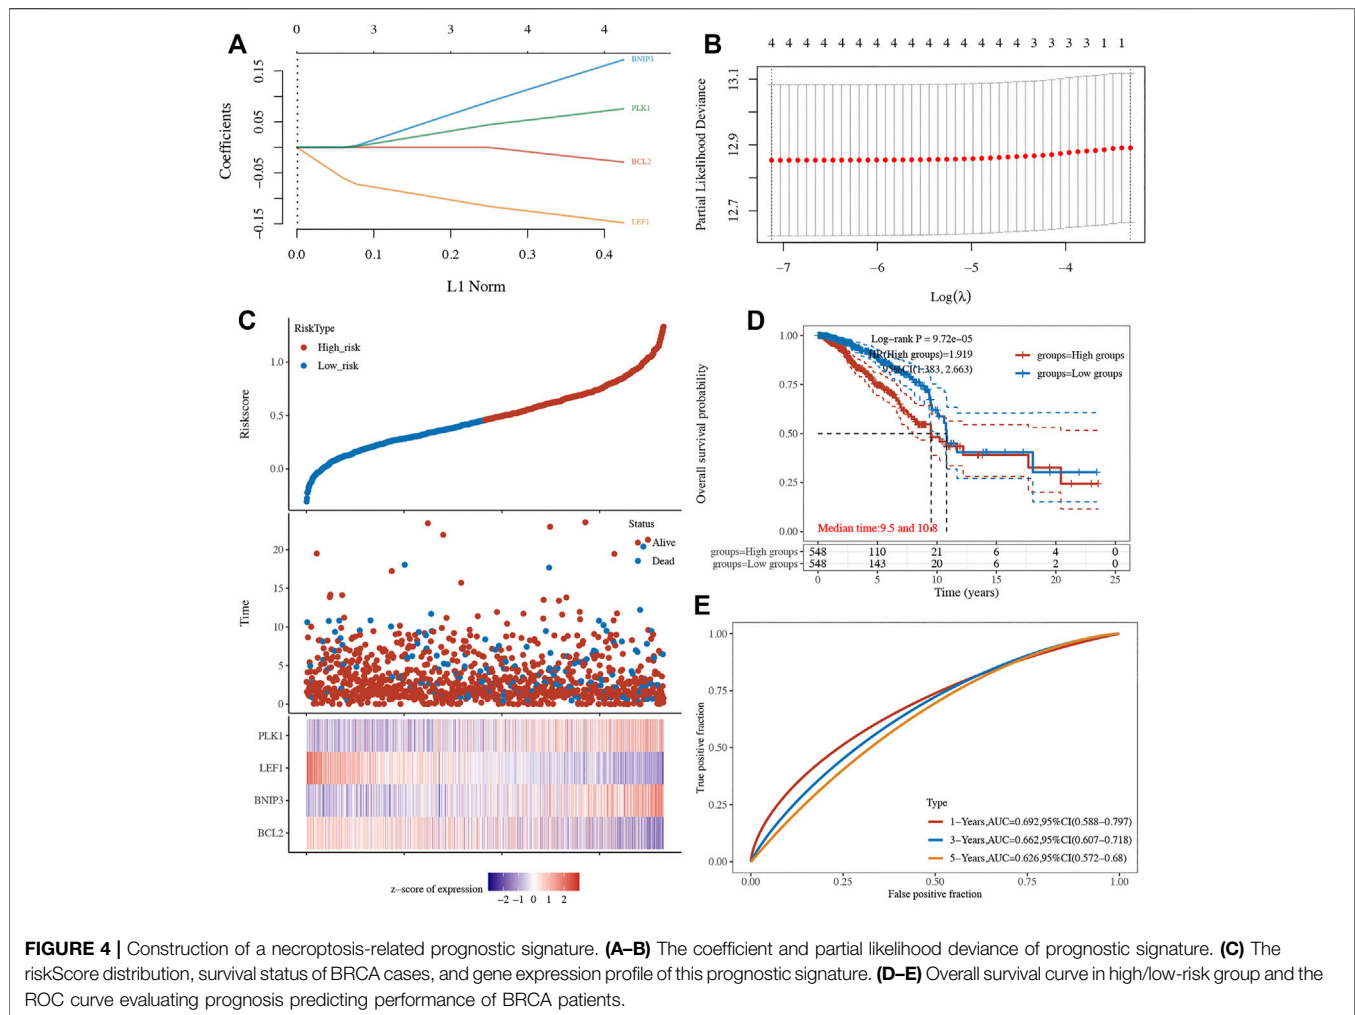 A
0 3 3 4 4
Coefficients
0.15
0.05
−0.05
−0.15
BNIP3
PLK1
BCL2
LEF1
0.0 0.1 0.2 0.3 0.4
L1 Norm
B
4 4 4 4 4 4 4 4 4 4 4 4 4 4 4 3 3 3 3 1 1
Partial Likelihood Deviance
13.1
12.9
12.7
−7 −6 −5 −4
Log(λ)
C
RiskType
High_risk
Low_risk
Riskscore
1.0
0.5
0.0
Status
Alive
Dead
Time
20
15
10
5
0
PLK1
LEF1
BNIP3
BCL2
z−score of expression
−2 −1 0 1 2
D
Overall survival probability
1.00
0.75
0.50
0.25
0.00
Log−rank P = 9.72e−05
HR(High groups)=1.919
95%CI(1.383, 2.663)
groups=High groups
groups=Low groups
Median time:9.5 and 10.8
groups=High groups 548 110 21 6 4 0
groups=Low groups 548 143 20 6 2 0
0 5 10 15 20 25
Time (years)
E
True positive fraction
1.00
0.75
0.50
0.25
0.00
Type
1−Years,AUC=0.692,95%CI(0.588−0.797)
3−Years,AUC=0.662,95%CI(0.607−0.718)
5−Years,AUC=0.626,95%CI(0.572−0.68)
0.00 0.25 0.50 0.75 1.00
False positive fraction
FIGURE 4 | Construction of a necroptosis-related prognostic signature. (A–B) The coefficient and partial likelihood deviance of prognostic signature. (C) The
riskScore distribution, survival status of BRCA cases, and gene expression profile of this prognostic signature. (D–E) Overall survival curve in high/low-risk group and the
ROC curve evaluating prognosis predicting performance of BRCA patients.